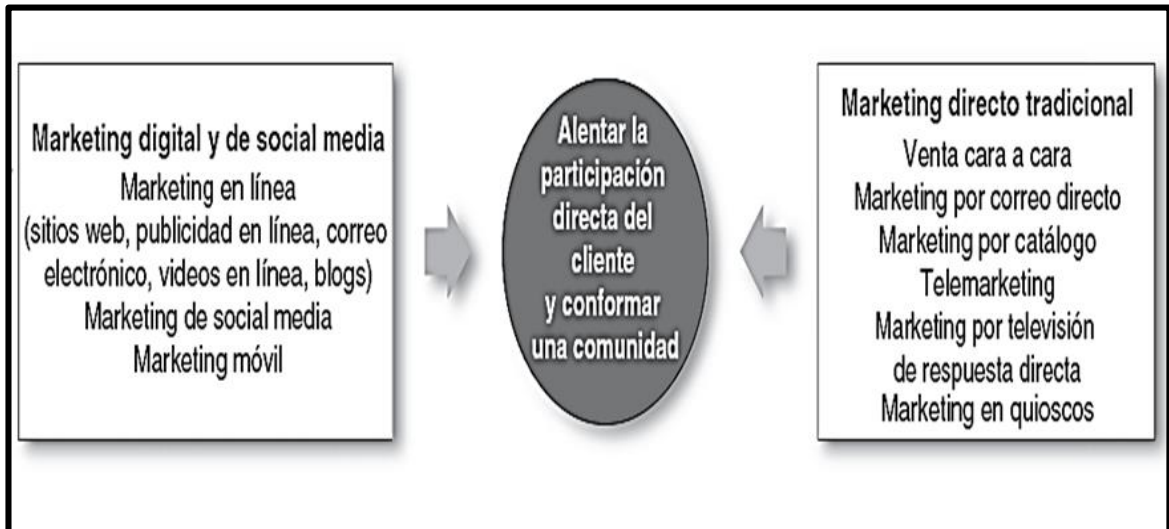 Marketing digital y de social media
Marketing en línea
(sitios web, publicidad en línea, correo
electrónico, videos en línea, blogs)
Marketing de social media
Marketing móvil
Alentar la
participación
directa del
cliente
y conformar
una comunidad
Marketing directo tradicional
Venta cara a cara
Marketing por correo directo
Marketing por catálogo
Telemarketing
Marketing por televisión
de respuesta directa
Marketing en quioscos